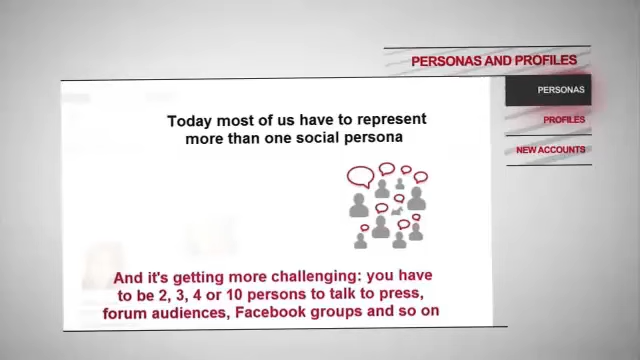 PERSONAS AND PROFILES
PERSONAS
PROFILES
NEW ACCOUNTS
Today most of us have to represent
more than one social persona
And it's getting more challenging: you have
to be 2, 3, 4 or 10 persons to talk to press,
forum audiences, Facebook groups and so on